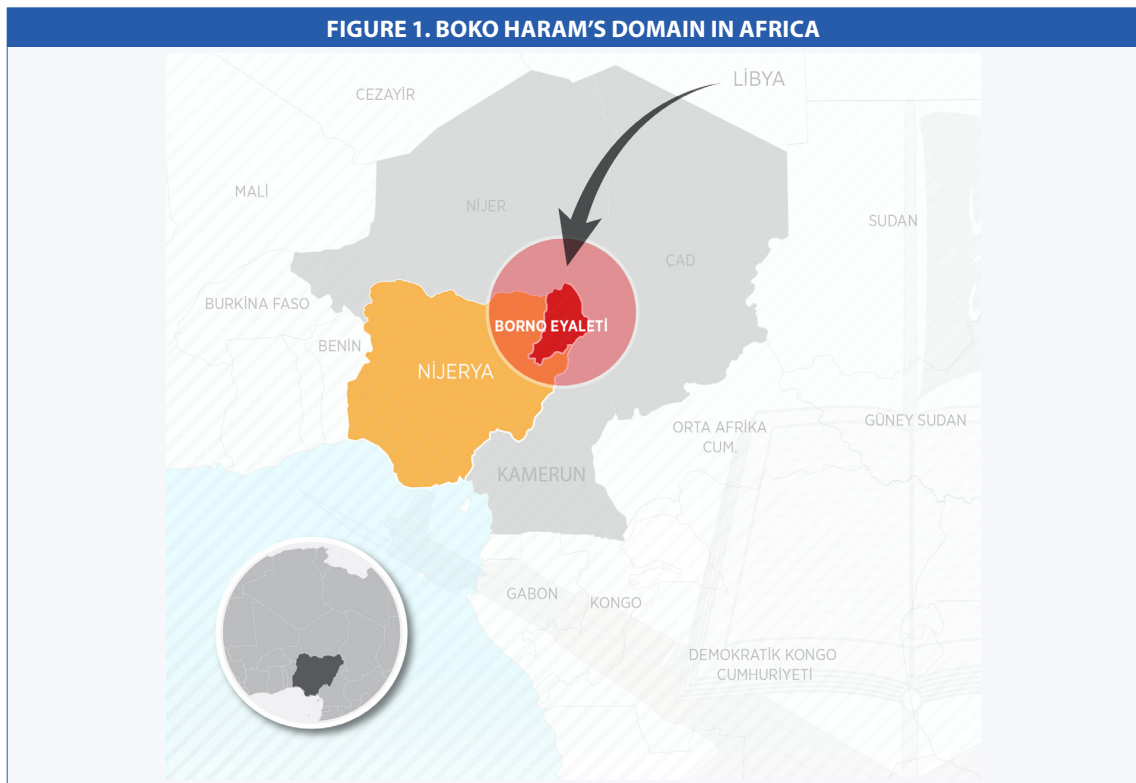 FIGURE 1. BOKO HARAM'S DOMAIN IN AFRICA
LİBYA
CEZAYİR
MALİ
NİJER
SUDAN
ÇAD
BURKİNA FASO
BORNO EYALETİ
BENİN
NİJERYA
GÜNEY SUDAN
ORTA AFRİKA
CUM.
KAMERUN
GABON
KONGO
DEMOKRATİK KONGO
CUMHURİYETİ